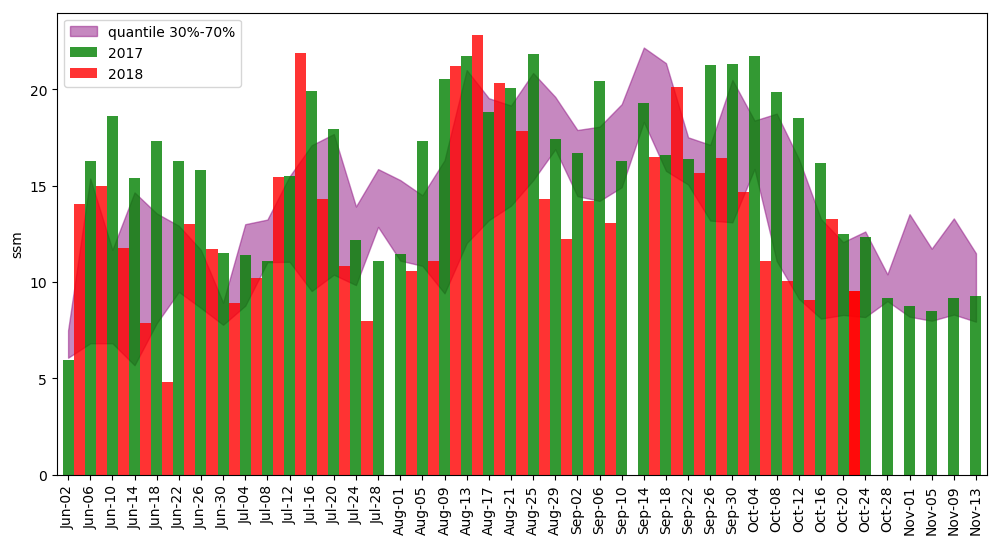 quantile 30%-70%
2017
2018
ssm
20
15
10
5
0
Jun-02
Jun-06
Jun-10
Jun-14
Jun-18
Jun-22
Jun-26
Jun-30
Jul-04
Jul-08
Jul-12
Jul-16
Jul-20
Jul-24
Jul-28
Aug-01
Aug-05
Aug-09
Aug-13
Aug-17
Aug-21
Aug-25
Aug-29
Sep-02
Sep-06
Sep-10
Sep-14
Sep-18
Sep-22
Sep-26
Sep-30
Oct-04
Oct-08
Oct-12
Oct-16
Oct-20
Oct-24
Oct-28
Nov-01
Nov-05
Nov-09
Nov-13